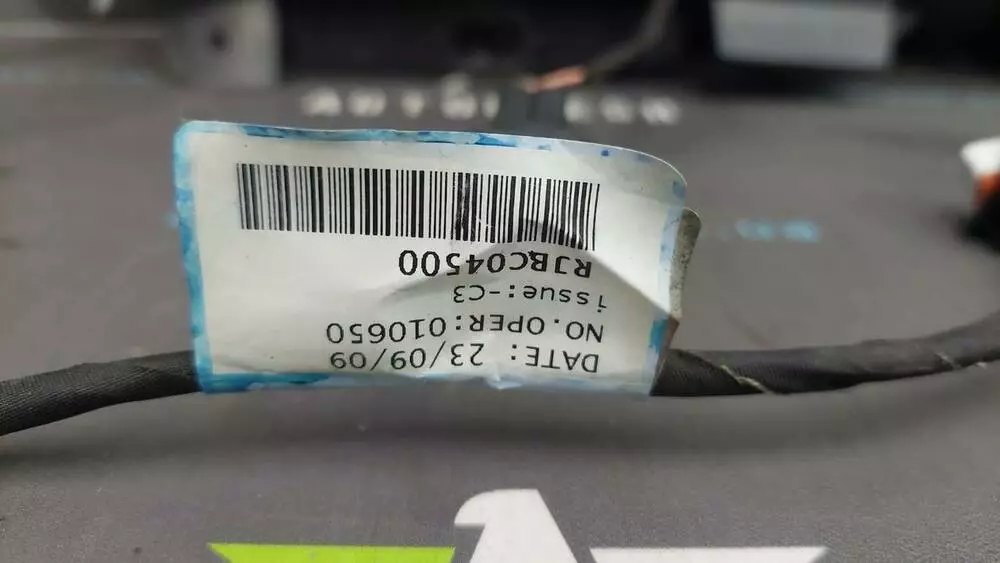 DATE: 23/09/09
NO.OPER:010650
issue:-C3
RJBC04500